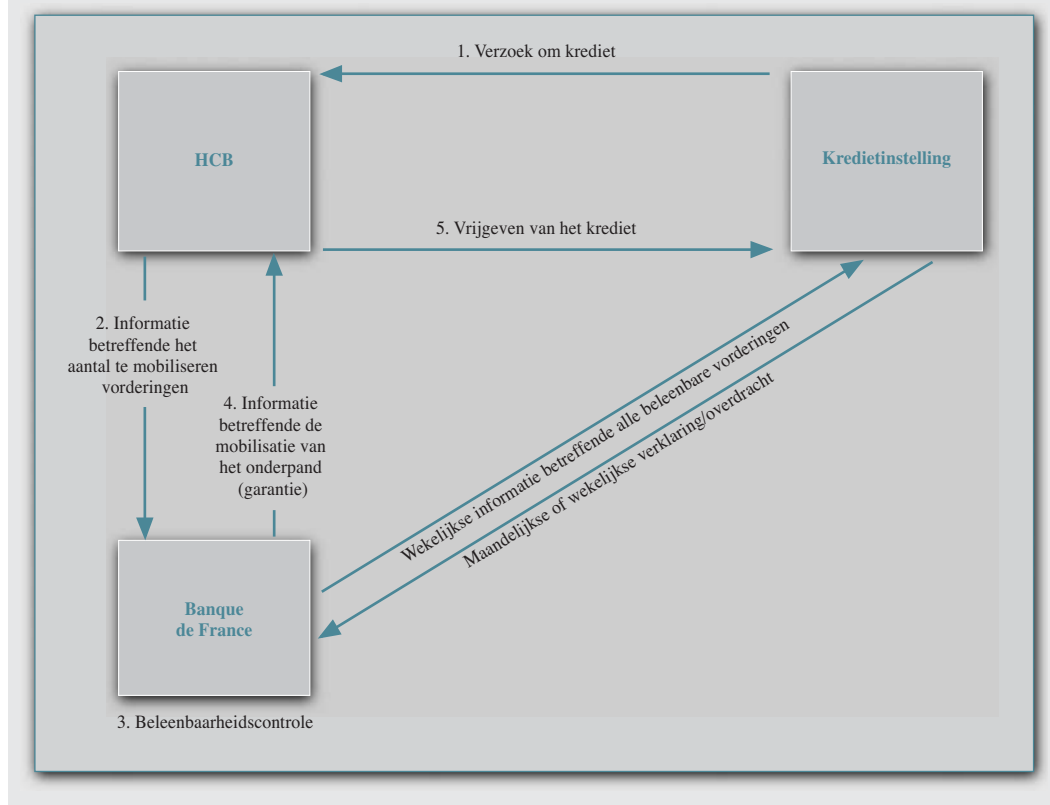 1. Verzoek om krediet
HCB
Kredietinstelling
5. Vrijgeven van het krediet
2. Informatie
betreffende het
aantal te mobiliseren
vorderingen
4. Informatie
betreffende de
mobilisatie van
het onderpand
(garantie)
Wekelijkse informatie betreffende alle beleenbare vorderingen
Maandelijkse of wekelijkse verklaring/overdracht
Banque
de France
3. Beleenbaarheidscontrole